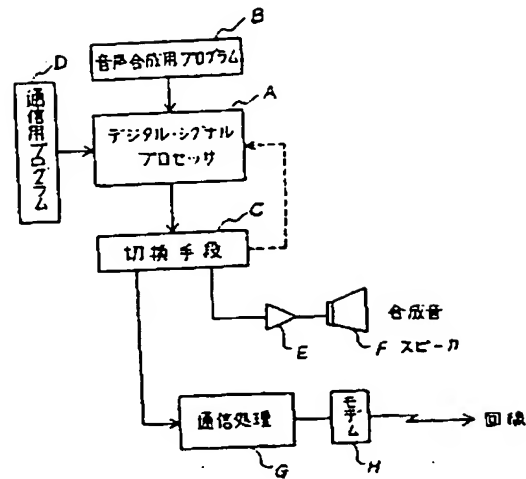 B
音声合成用プログラム
D
通信用プログラム
A
デジタル・シグナル
プロセッサ
C
切換手段
合成音
E
F スピーカ
通信処理
モデム
回線
G
H